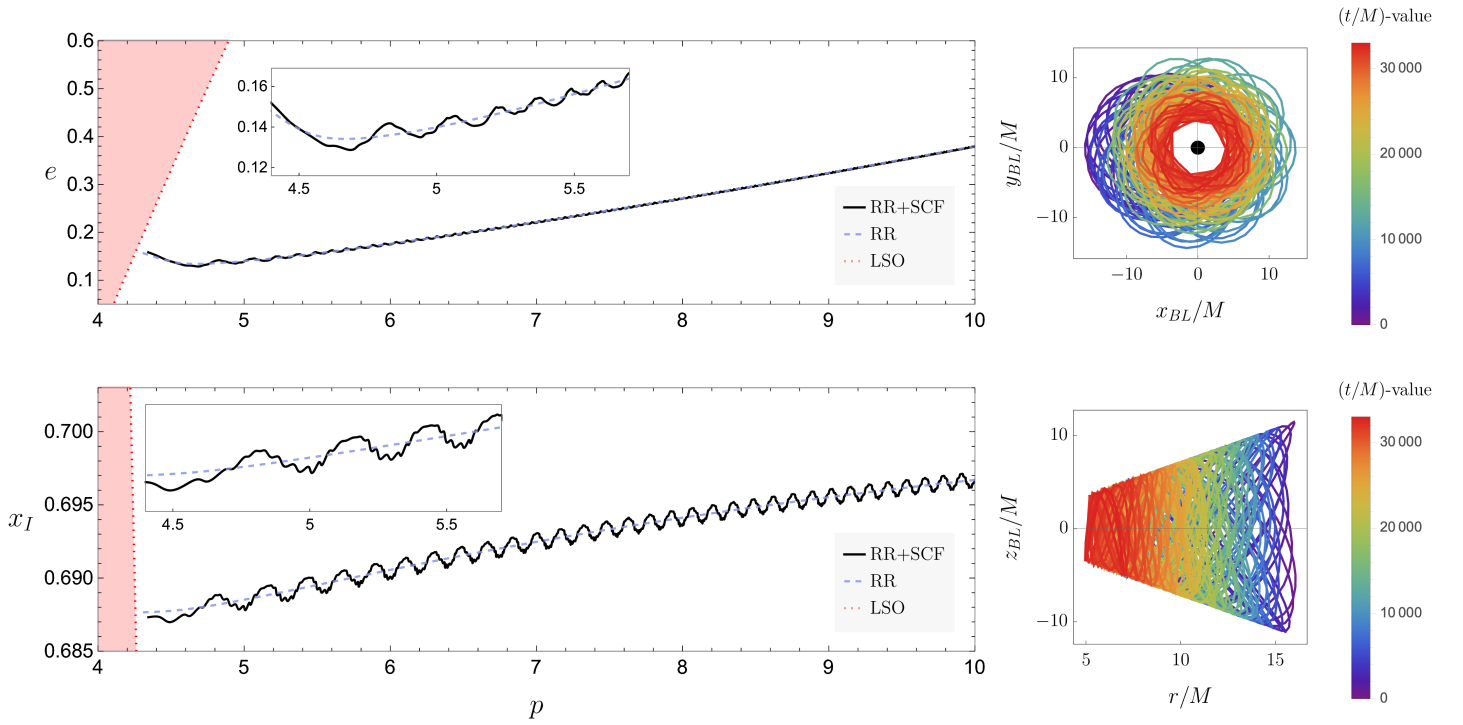 0.6
0.5
0.4
0.3
0.2
0.1
e
0.16
0.14
0.12
4.5 5 5.5
RR+SCF
RR
LSO
4 5 6 7 8 9 10
10
0
−10
y_BL/M
−10 0 10
x_BL/M
(t/M)-value
30 000
20 000
10 000
0
0.700
0.695
0.690
0.685
x_I
4.5 5 5.5
RR+SCF
RR
LSO
4 5 6 7 8 9 10
p
10
0
−10
z_BL/M
5 10 15
r/M
(t/M)-value
30 000
20 000
10 000
0